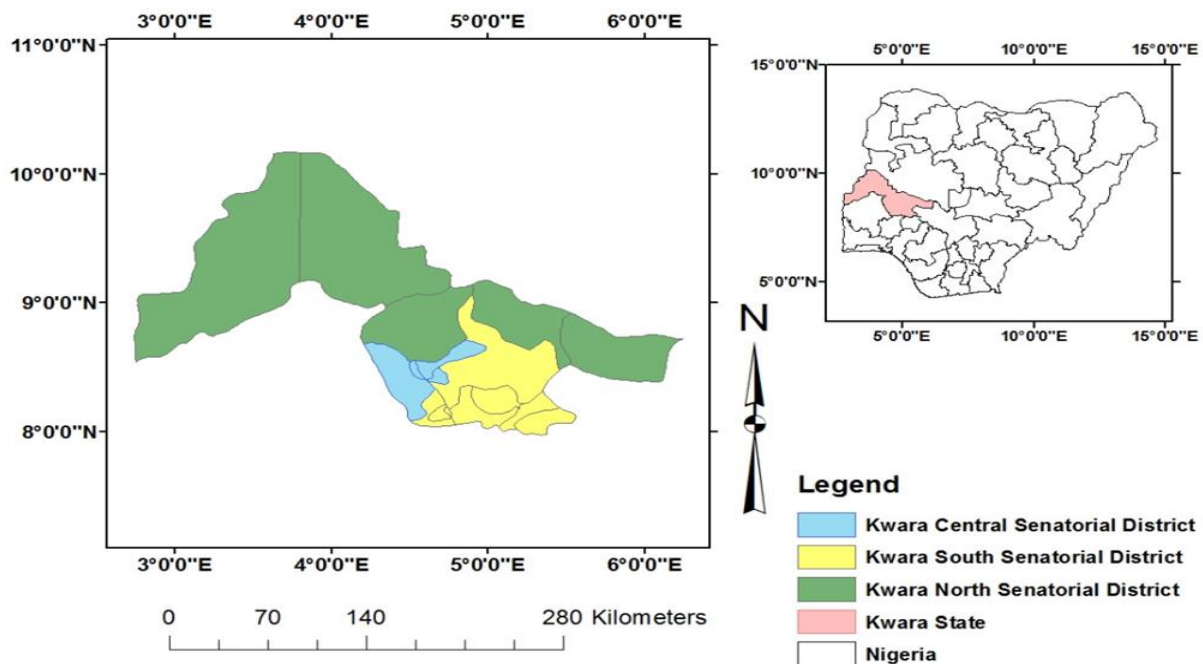 3°0'0"E 4°0'0"E 5°0'0"E 6°0'0"E
11°0'0"N
10°0'0"N
9°0'0"N
8°0'0"N
3°0'0"E 4°0'0"E 5°0'0"E 6°0'0"E
0 70 140 280 Kilometers
5°0'0"E 10°0'0"E 15°0'0"E
15°0'0"N
10°0'0"N
5°0'0"N
5°0'0"E 10°0'0"E 15°0'0"E
N
Legend
Kwara Central Senatorial District
Kwara South Senatorial District
Kwara North Senatorial District
Kwara State
Nigeria